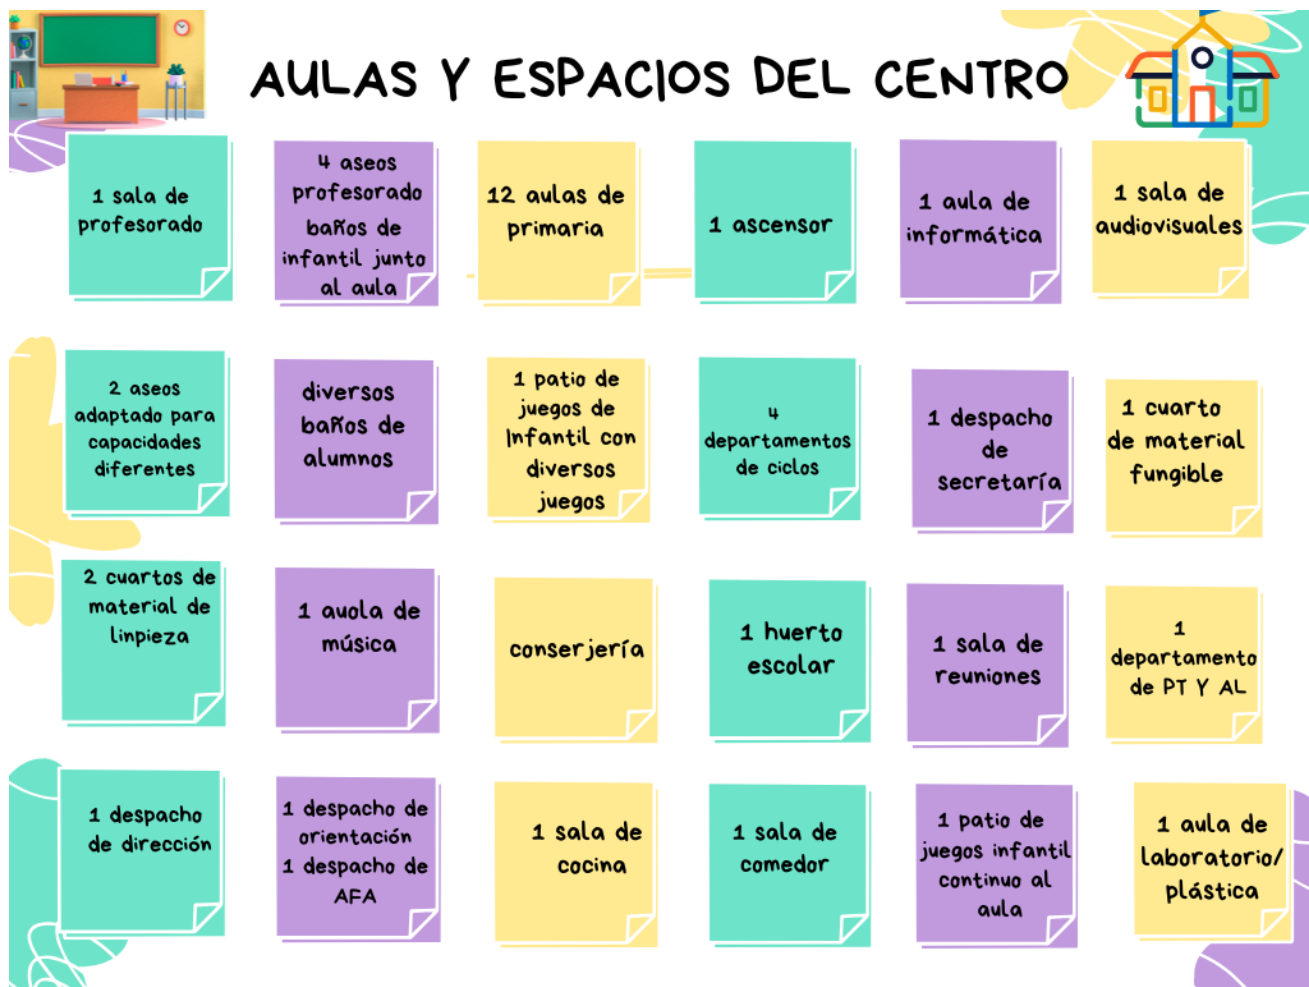 AULAS Y ESPACIOS DEL CENTRO
1 sala de
profesorado
4 aseos
profesorado
baños de
infantil junto
al aula
12 aulas de
primaria
1 ascensor
1 aula de
informática
1 sala de
audiovisuales
2 aseos
adaptado para
capacidades
diferentes
diversos
baños de
alumnos
1 patio de
juegos de
Infantil con
diversos
juegos
4
departamentos
de ciclos
1 despacho
de
secretaría
1 cuarto
de material
fungible
2 cuartos de
material de
linpieza
1 auola de
música
conserjería
1 huerto
escolar
1 sala de
reuniones
1
departamento
de PT Y AL
1 despacho
de dirección
1 despacho de
orientación
1 despacho de
AFA
1 sala de
cocina
1 sala de
comedor
1 patio de
juegos infantil
continuo al
aula
1 aula de
laboratorio/
plástica